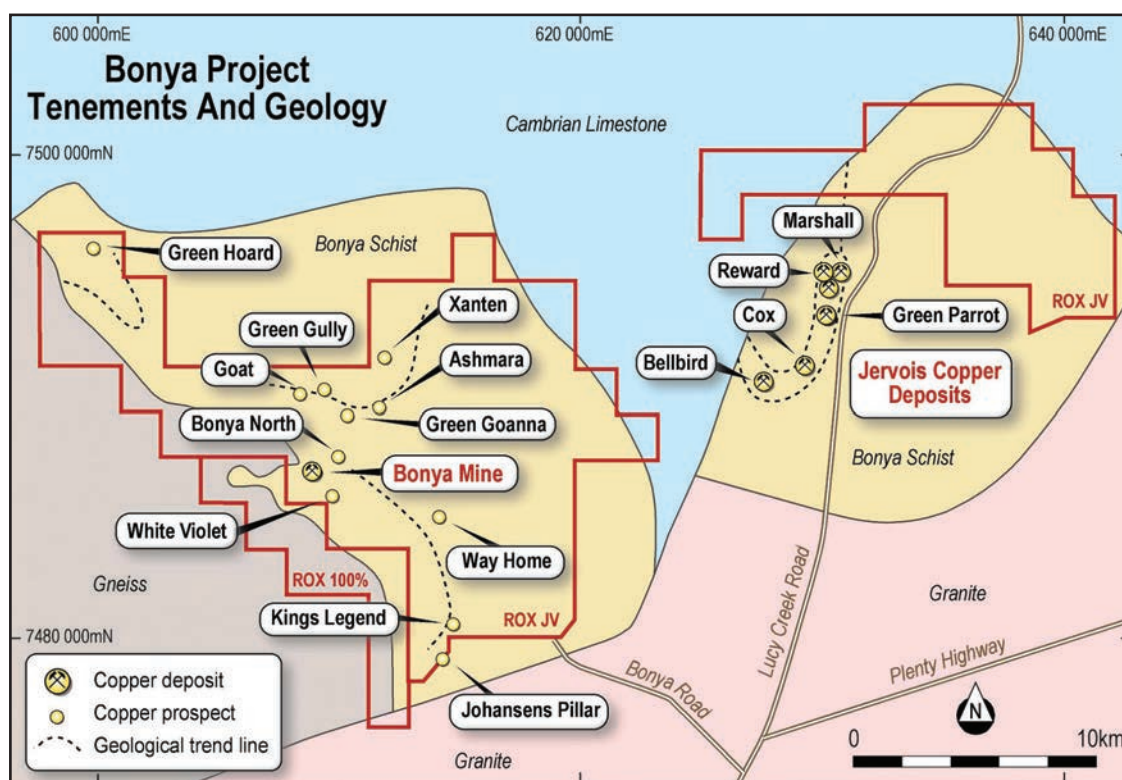 600 000mE
620 000mE
640 000mE
Bonya Project
Tenements And Geology
Cambrian Limestone
7500 000mN
Marshall
Green Hoard
Bonya Schist
Reward
ROX JV
Xanten
Green Gully
Cox
Green Parrot
Goat
Ashmara
Bellbird
Jervois Copper
Deposits
Bonya North
Green Goanna
Bonya Schist
Bonya Mine
White Violet
Way Home
Gneiss
ROX 100%
Lucy Creek Road
Granite
Kings Legend
ROX JV
7480 000mN
Plenty Highway
Bonya Road
Copper deposit
Copper prospect
Geological trend line
Johansens Pillar
N
0
10km
Granite